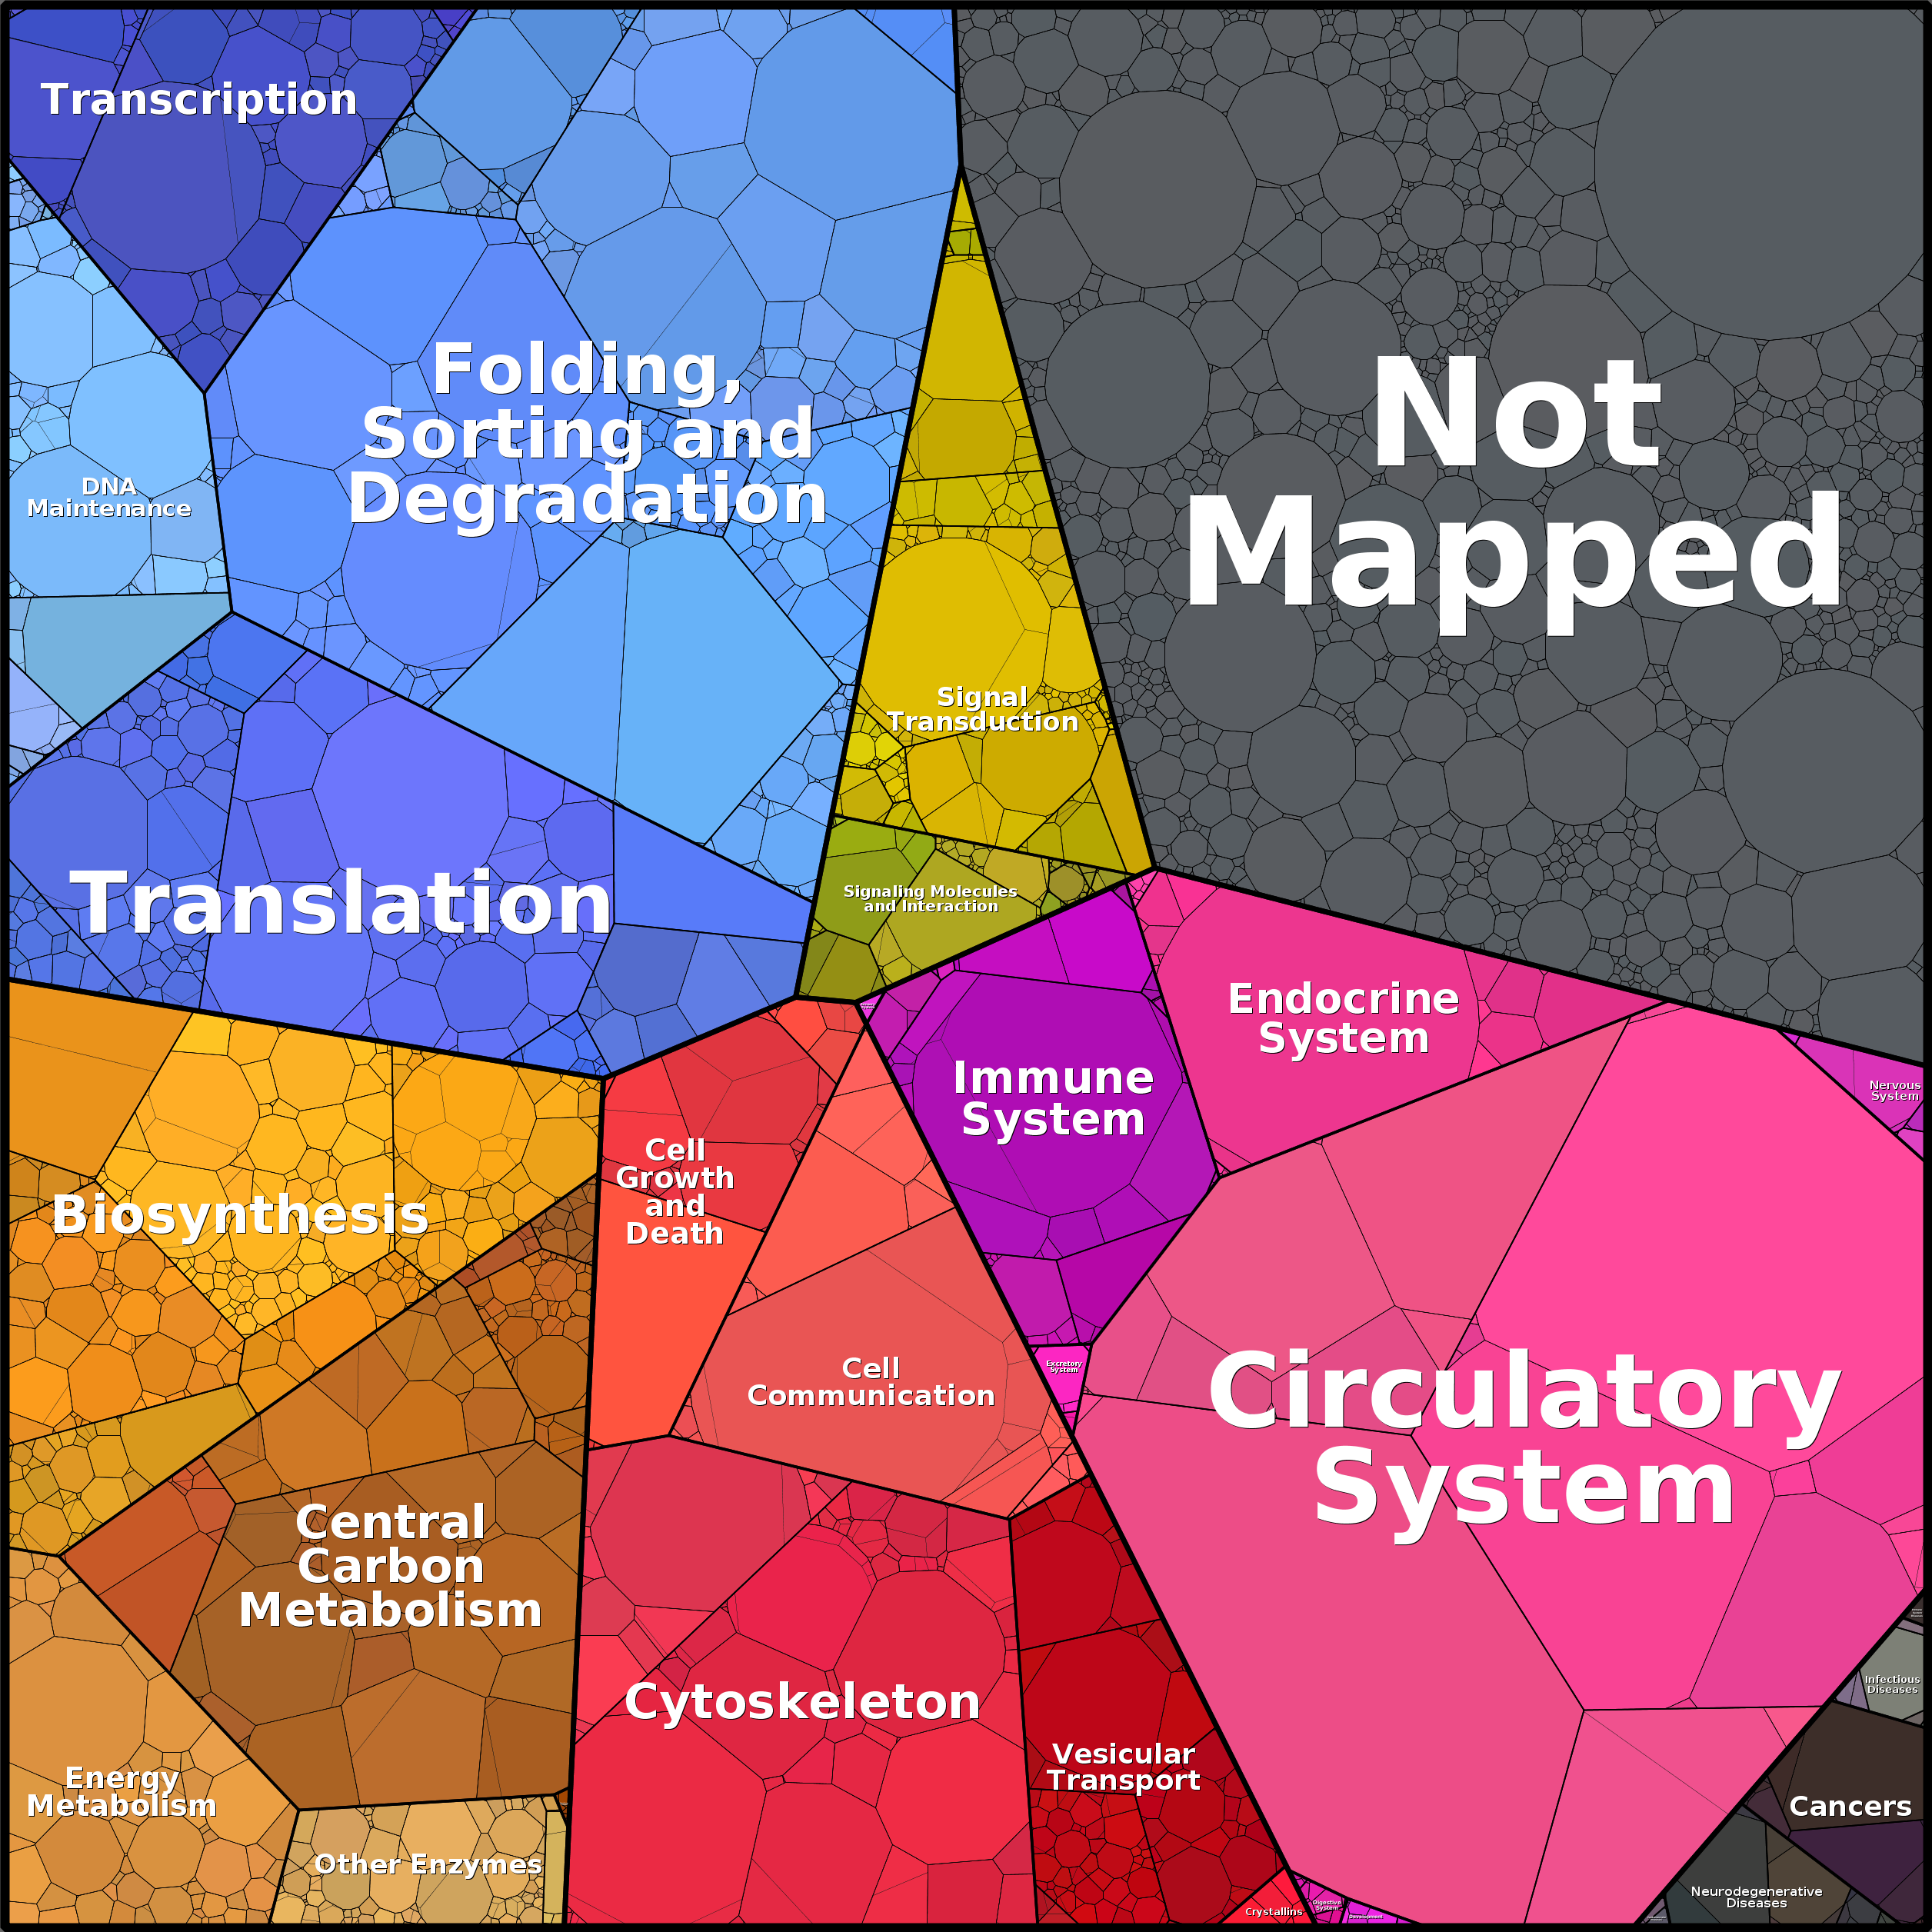 Transcription
Folding,
Sorting and
Degradation
Not
Mapped
DNA
Maintenance
Signal
Transduction
Translation
Signaling Molecules
and Interaction
Endocrine
System
Immune
System
Nervous
System
Cell
Growth
and
Death
Biosynthesis
Excretory
System
Cell
Communication
Circulatory
System
Central
Carbon
Metabolism
Infectious
Diseases
Cytoskeleton
Vesicular
Transport
Energy
Metabolism
Cancers
Other Enzymes
Neurodegenerative
Diseases
Digestive
System
Crystallins
Development